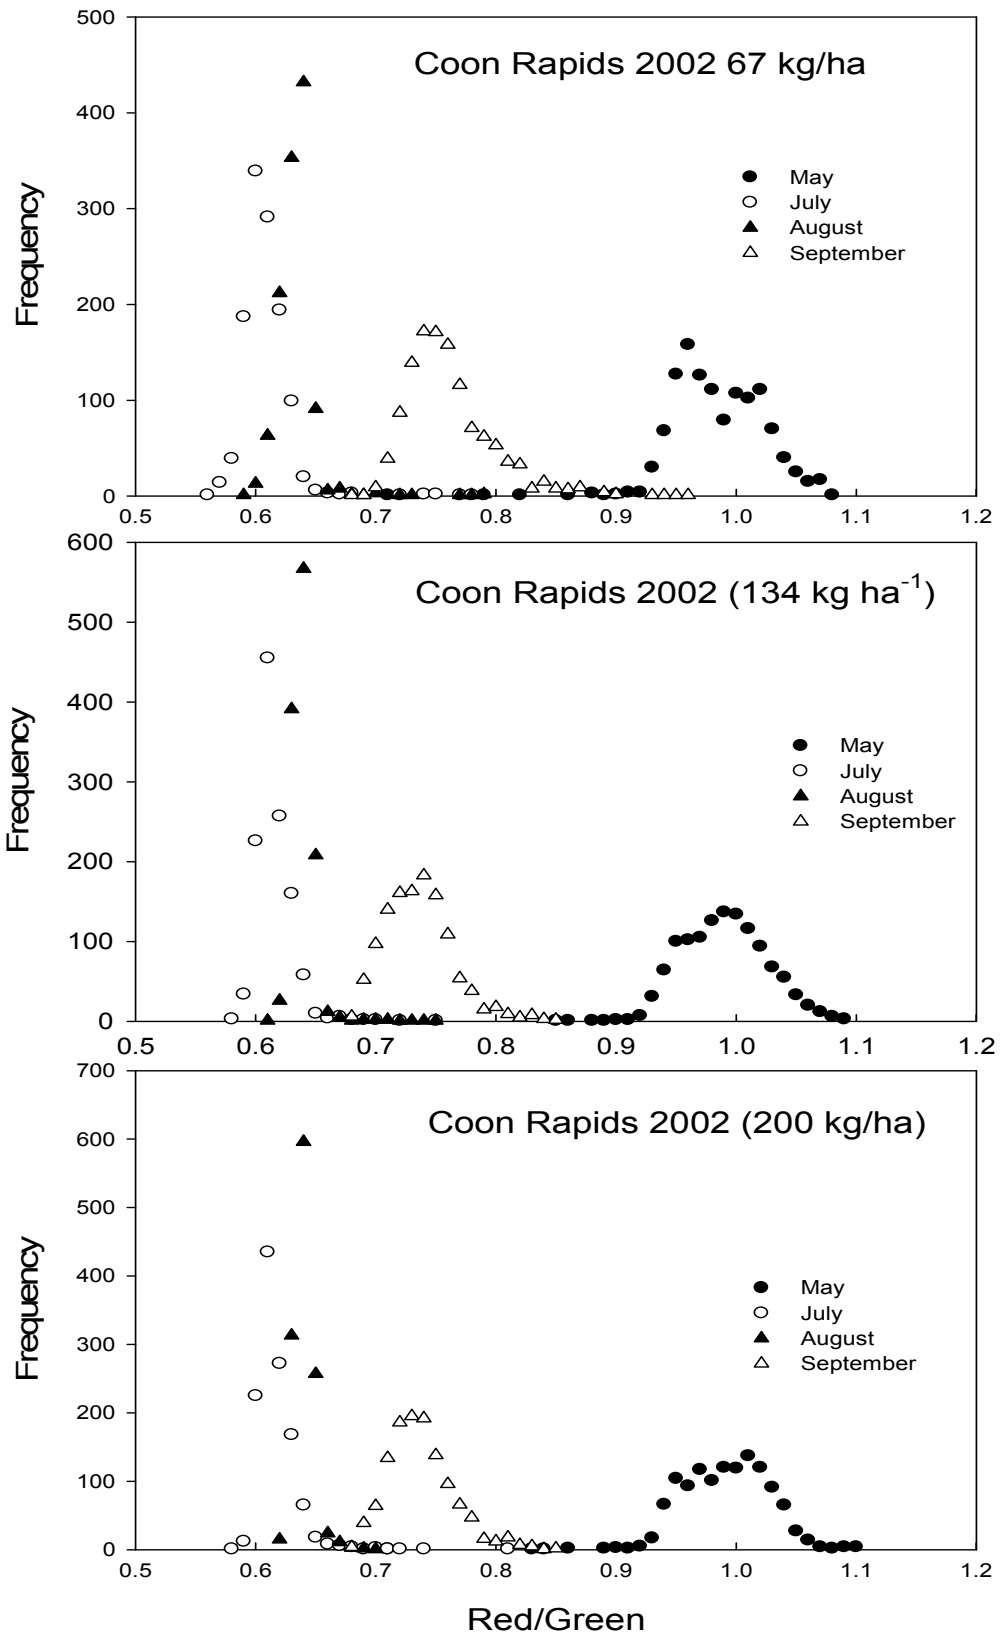 500
Coon Rapids 2002 67 kg/ha
400
300
200
100
0
Frequency
May
July
August
September
0.5 0.6 0.7 0.8 0.9 1.0 1.1 1.2
600
Coon Rapids 2002 (134 kg ha-1)
500
400
300
200
100
0
Frequency
May
July
August
September
0.5 0.6 0.7 0.8 0.9 1.0 1.1 1.2
700
Coon Rapids 2002 (200 kg/ha)
600
500
400
300
200
100
0
Frequency
May
July
August
September
0.5 0.6 0.7 0.8 0.9 1.0 1.1 1.2
Red/Green